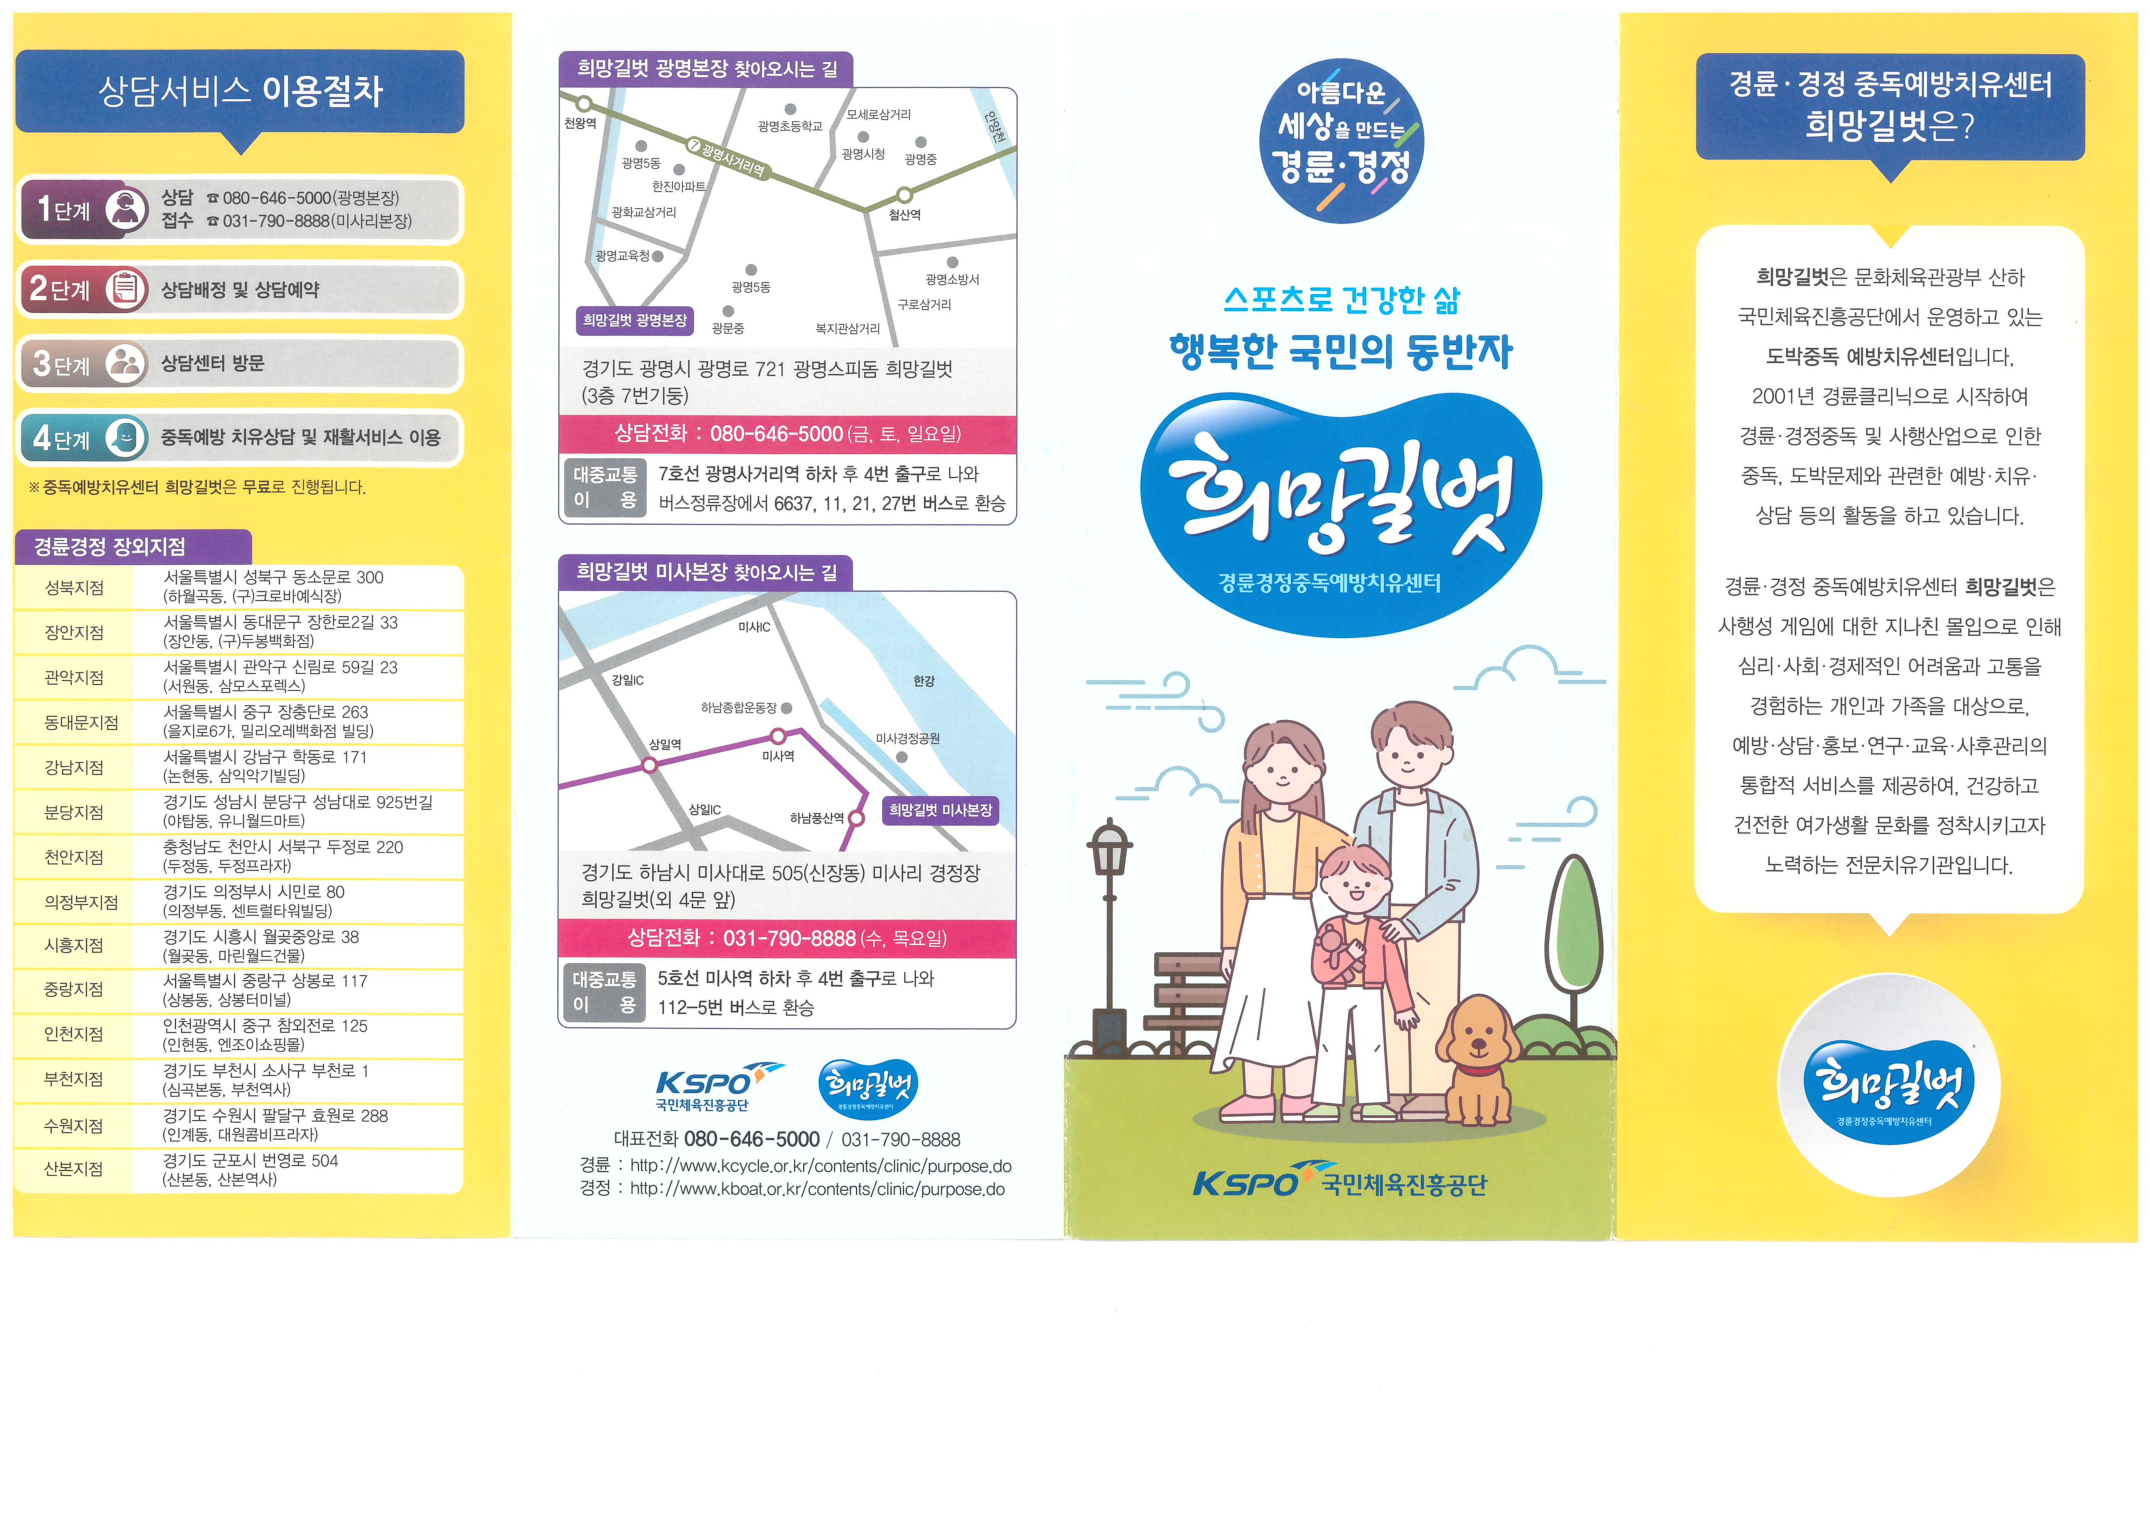 상담서비스 이용절차
1단계
상담 ☎ 080-646-5000(광명본장)
접수 ☎ 031-790-8888(미사리본장)
2단계
상담배정 및 상담예약
3단계
상담센터 방문
4단계
중독예방 치유상담 및 재활서비스 이용
※ 중독예방치유센터 희망길벗은 무료로 진행됩니다.
경륜경정 장외지점
성북지점
서울특별시 성북구 동소문로 300
(하월곡동, (구)크로바예식장)
장안지점
서울특별시 동대문구 장한로2길 33
(장안동, (구)두봉백화점)
관악지점
서울특별시 관악구 신림로 59길 23
(서원동, 삼모스포렉스)
동대문지점
서울특별시 중구 장충단로 263
(을지로6가, 밀리오레백화점 빌딩)
강남지점
서울특별시 강남구 학동로 171
(논현동, 삼익악기빌딩)
분당지점
경기도 성남시 분당구 성남대로 925번길
(야탑동, 유니월드마트)
천안지점
충청남도 천안시 서북구 두정로 220
(두정동, 두정프라자)
의정부지점
경기도 의정부시 시민로 80
(의정부동, 센트럴타워빌딩)
시흥지점
경기도 시흥시 월곶중앙로 38
(월곶동, 마린월드건물)
중랑지점
서울특별시 중랑구 상봉로 117
(상봉동, 상봉터미널)
인천지점
인천광역시 중구 참외전로 125
(인현동, 엔조이쇼핑몰)
부천지점
경기도 부천시 소사구 부천로 1
(심곡본동, 부천역사)
수원지점
경기도 수원시 팔달구 효원로 288
(인계동, 대원콤비프라자)
산본지점
경기도 군포시 번영로 504
(산본동, 산본역사)
희망길벗 광명본장 찾아오시는 길
천왕역
광명초등학교
모세로삼거리
안양천
광명5동
7 광명사거리역
광명시청
광명중
한진아파트
광화교삼거리
철산역
광명교육청
광명5동
광명소방서
구로삼거리
희망길벗 광명본장
광문중
복지관삼거리
경기도 광명시 광명로 721 광명스피돔 희망길벗
(3층 7번기둥)
상담전화 : 080-646-5000 (금, 토, 일요일)
대중교통
이 용
7호선 광명사거리역 하차 후 4번 출구로 나와
버스정류장에서 6637, 11, 21, 27번 버스로 환승
희망길벗 미사본장 찾아오시는 길
미사IC
강일IC
한강
하남종합운동장
상일역
미사역
미사경정공원
상일IC
하남풍산역
희망길벗 미사본장
경기도 하남시 미사대로 505(신장동) 미사리 경정장
희망길벗(외 4문 앞)
상담전화 : 031-790-8888 (수, 목요일)
대중교통
이 용
5호선 미사역 하차 후 4번 출구로 나와
112-5번 버스로 환승
KSPO
국민체육진흥공단
희망길벗
경륜경정중독예방치유센터
대표전화 080-646-5000 / 031-790-8888
경륜 : http://www.kcycle.or.kr/contents/clinic/purpose.do
경정 : http://www.kboat.or.kr/contents/clinic/purpose.do
아름다운
세상을 만드는
경륜·경정
스포츠로 건강한 삶
행복한 국민의 동반자
희망길벗
경륜경정중독예방치유센터
KSPO 국민체육진흥공단
경륜·경정 중독예방치유센터
희망길벗은?
희망길벗은 문화체육관광부 산하
국민체육진흥공단에서 운영하고 있는
도박중독 예방치유센터입니다.
2001년 경륜클리닉으로 시작하여
경륜·경정중독 및 사행산업으로 인한
중독, 도박문제와 관련한 예방·치유·
상담 등의 활동을 하고 있습니다.
경륜·경정 중독예방치유센터 희망길벗은
사행성 게임에 대한 지나친 몰입으로 인해
심리·사회·경제적인 어려움과 고통을
경험하는 개인과 가족을 대상으로,
예방·상담·홍보·연구·교육·사후관리의
통합적 서비스를 제공하여, 건강하고
건전한 여가생활 문화를 정착시키고자
노력하는 전문치유기관입니다.
희망길벗
경륜경정중독예방치유센터